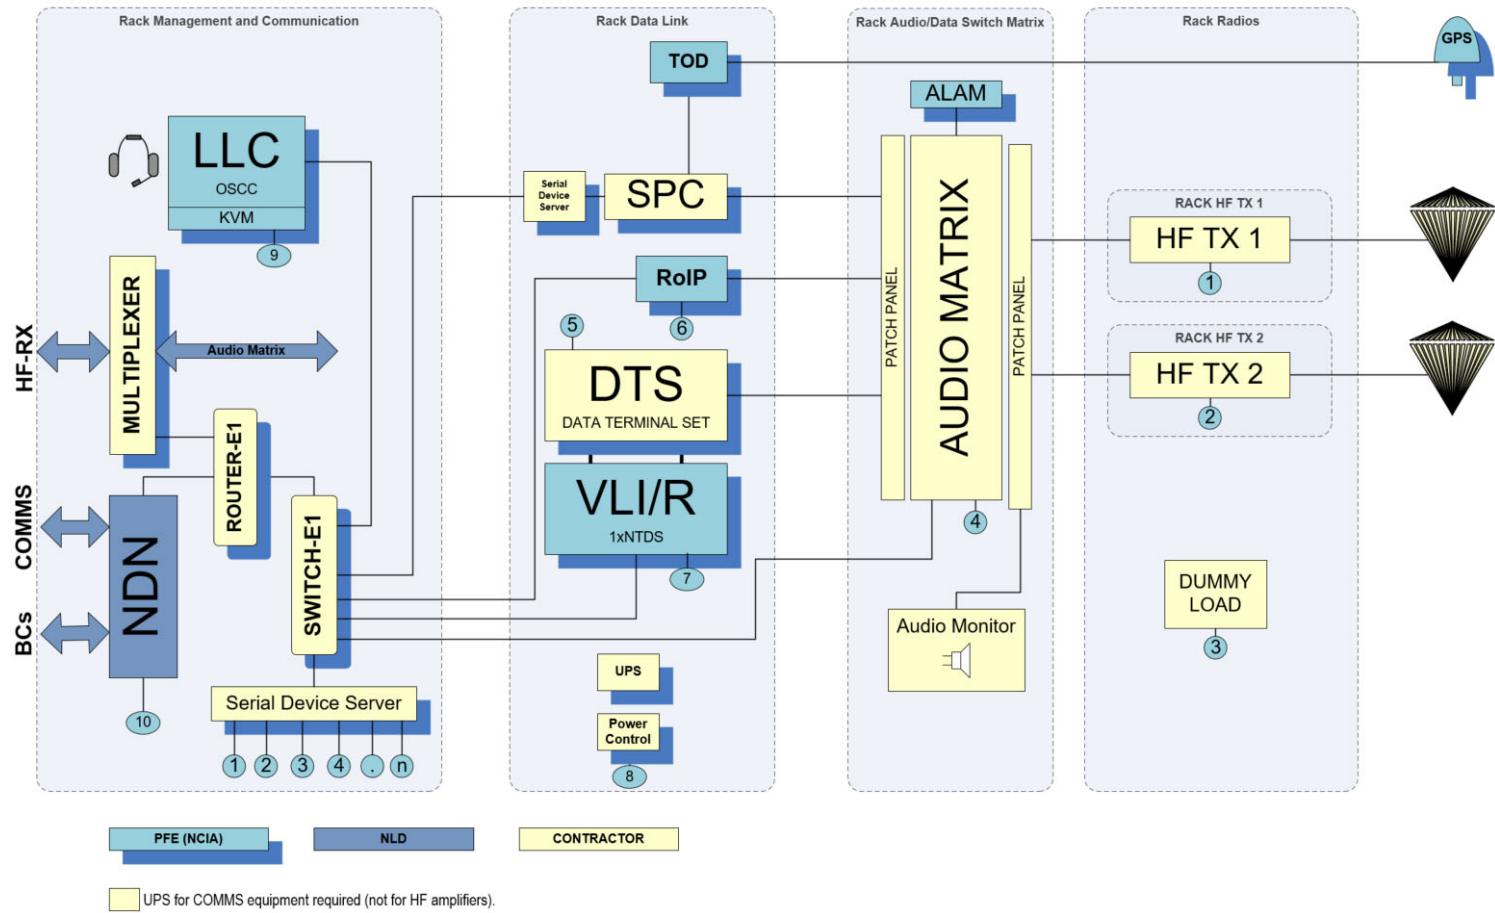 Rack Management and Communication
Rack Data Link
Rack Audio/Data Switch Matrix
Rack Radios
GPS
TOD
ALAM
LLC
OSCC
KVM
9
Serial
Device
Server
SPC
RACK HF TX 1
HF TX 1
1
MULTIPLEXER
HF-RX
Audio Matrix
RoIP
6
5
PATCH PANEL
AUDIO MATRIX
PATCH PANEL
4
RACK HF TX 2
HF TX 2
2
DTS
DATA TERMINAL SET
ROUTER-E1
COMMS
NDN
BCs
10
SWITCH-E1
VLI/R
1xNTDS
7
DUMMY
LOAD
3
Audio Monitor
UPS
Power
Control
8
Serial Device Server
1
2
3
4
.
n
PFE (NCIA)
NLD
CONTRACTOR
UPS for COMMS equipment required (not for HF amplifiers).